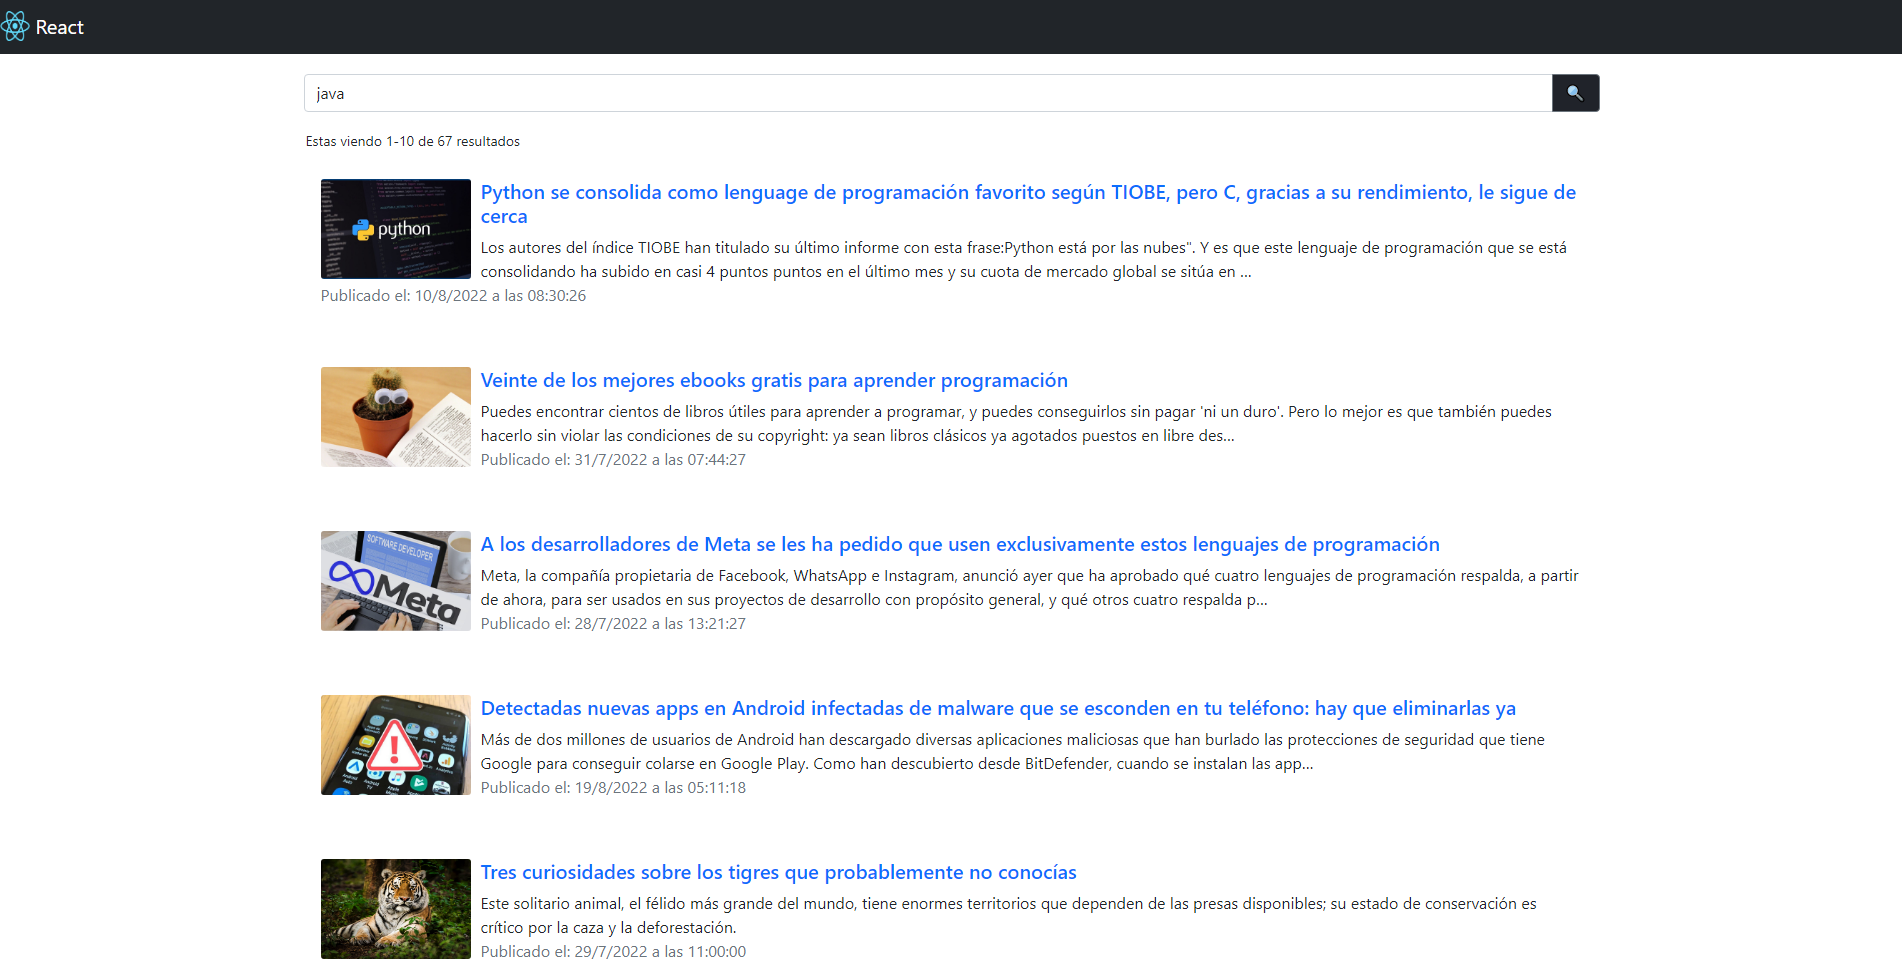 React
java
Estas viendo 1-10 de 67 resultados
python
Python se consolida como lenguage de programación favorito según TIOBE, pero C, gracias a su rendimiento, le sigue de
cerca
Los autores del índice TIOBE han titulado su último informe con esta frase:Python está por las nubes". Y es que este lenguaje de programación que se está
consolidando ha subido en casi 4 puntos puntos en el último mes y su cuota de mercado global se sitúa en ...
Publicado el: 10/8/2022 a las 08:30:26
Veinte de los mejores ebooks gratis para aprender programación
Puedes encontrar cientos de libros útiles para aprender a programar, y puedes conseguirlos sin pagar 'ni un duro'. Pero lo mejor es que también puedes
hacerlo sin violar las condiciones de su copyright: ya sean libros clásicos ya agotados puestos en libre des...
Publicado el: 31/7/2022 a las 07:44:27
SOFTWARE DEVELOPER
Meta
A los desarrolladores de Meta se les ha pedido que usen exclusivamente estos lenguajes de programación
Meta, la compañía propietaria de Facebook, WhatsApp e Instagram, anunció ayer que ha aprobado qué cuatro lenguajes de programación respalda, a partir
de ahora, para ser usados en sus proyectos de desarrollo con propósito general, y qué otros cuatro respalda p...
Publicado el: 28/7/2022 a las 13:21:27
Detectadas nuevas apps en Android infectadas de malware que se esconden en tu teléfono: hay que eliminarlas ya
Más de dos millones de usuarios de Android han descargado diversas aplicaciones maliciosas que han burlado las protecciones de seguridad que tiene
Google para conseguir colarse en Google Play. Como han descubierto desde BitDefender, cuando se instalan las app...
Publicado el: 19/8/2022 a las 05:11:18
Tres curiosidades sobre los tigres que probablemente no conocías
Este solitario animal, el félido más grande del mundo, tiene enormes territorios que dependen de las presas disponibles; su estado de conservación es
crítico por la caza y la deforestación.
Publicado el: 29/7/2022 a las 11:00:00